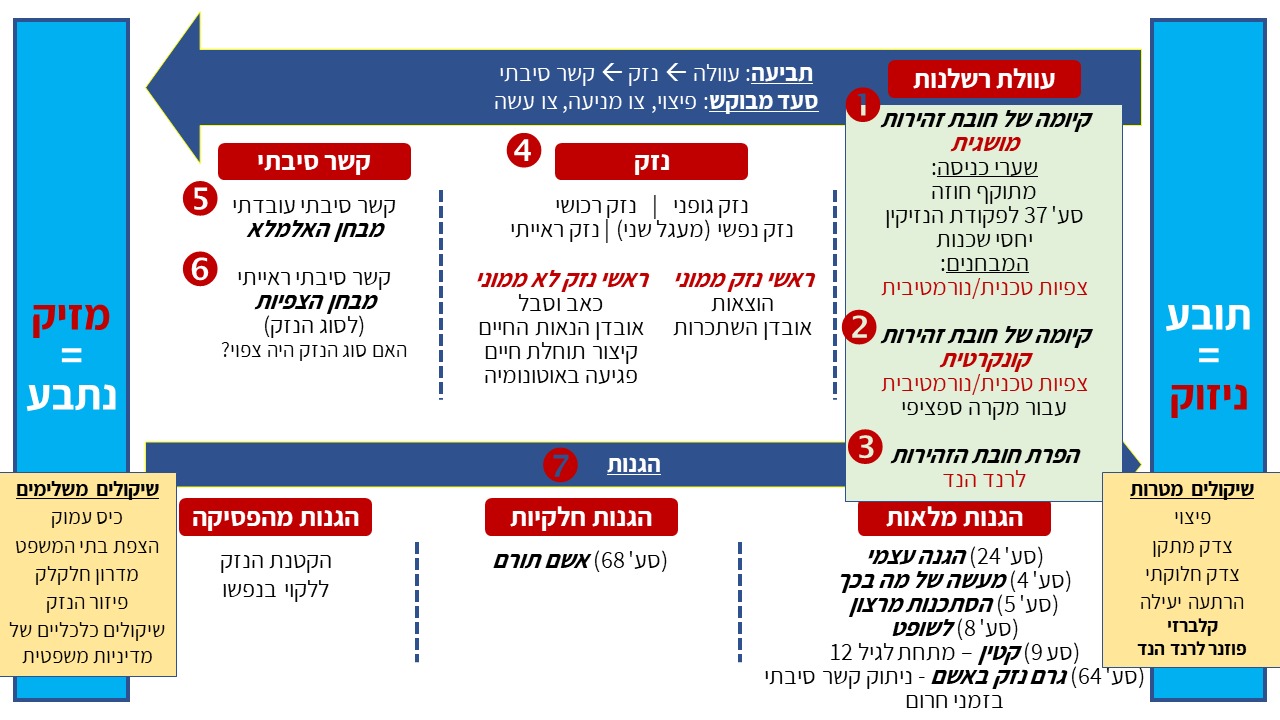 תביעה: עוולה ← נזק ← קשר סיבתי
סעד מבוקש: פיצוי, צו מניעה, צו עשה
תובע
=
ניזוק
עוולת רשלנות
1
קיומה של חובת זהירות
מושגית
שערי כניסה:
מתוקף חוזה
סע' 37 לפקודת הנזיקין
יחסי שכנות
המבחנים:
צפיות טכנית/נורמטיבית
2
קיומה של חובת זהירות
קונקרטית
צפיות טכנית/נורמטיבית
עבור מקרה ספציפי
3
הפרת חובת הזהירות
לרנד הנד
4
נזק
נזק גופני | נזק רכושי
נזק נפשי (מעגל שני) | נזק ראייתי
ראשי נזק ממוני
הוצאות
אובדן השתכרות
ראשי נזק לא ממוני
כאב וסבל
אובדן הנאות החיים
קיצור תוחלת חיים
פגיעה באוטונומיה
קשר סיבתי
5
קשר סיבתי עובדתי
מבחן האלמלא
6
קשר סיבתי ראייתי
מבחן הצפיות
(לסוג הנזק)
האם סוג הנזק היה צפוי?
מזיק
=
נתבע
הגנות
7
שיקולים מטרות
פיצוי
צדק מתקן
צדק חלוקתי
הרתעה יעילה
קלברזי
פוזנר לרנד הנד
הגנות מלאות
(סע' 24) הגנה עצמי
(סע' 4) מעשה של מה בכך
(סע' 5) הסתכנות מרצון
(סע' 8) לשופט
(סע 9) קטין – מתחת לגיל 12
(סע' 64) גרם נזק באשם - ניתוק קשר סיבתי
בזמני חרום
הגנות חלקיות
(סע' 68) אשם תורם
הגנות מהפסיקה
הקטנת הנזק
ללקוי בנפשו
שיקולים משלימים
כיס עמוק
הצפת בתי המשפט
מדרון חלקלק
פיזור הנזק
שיקולים כלכליים של
מדיניות משפטית